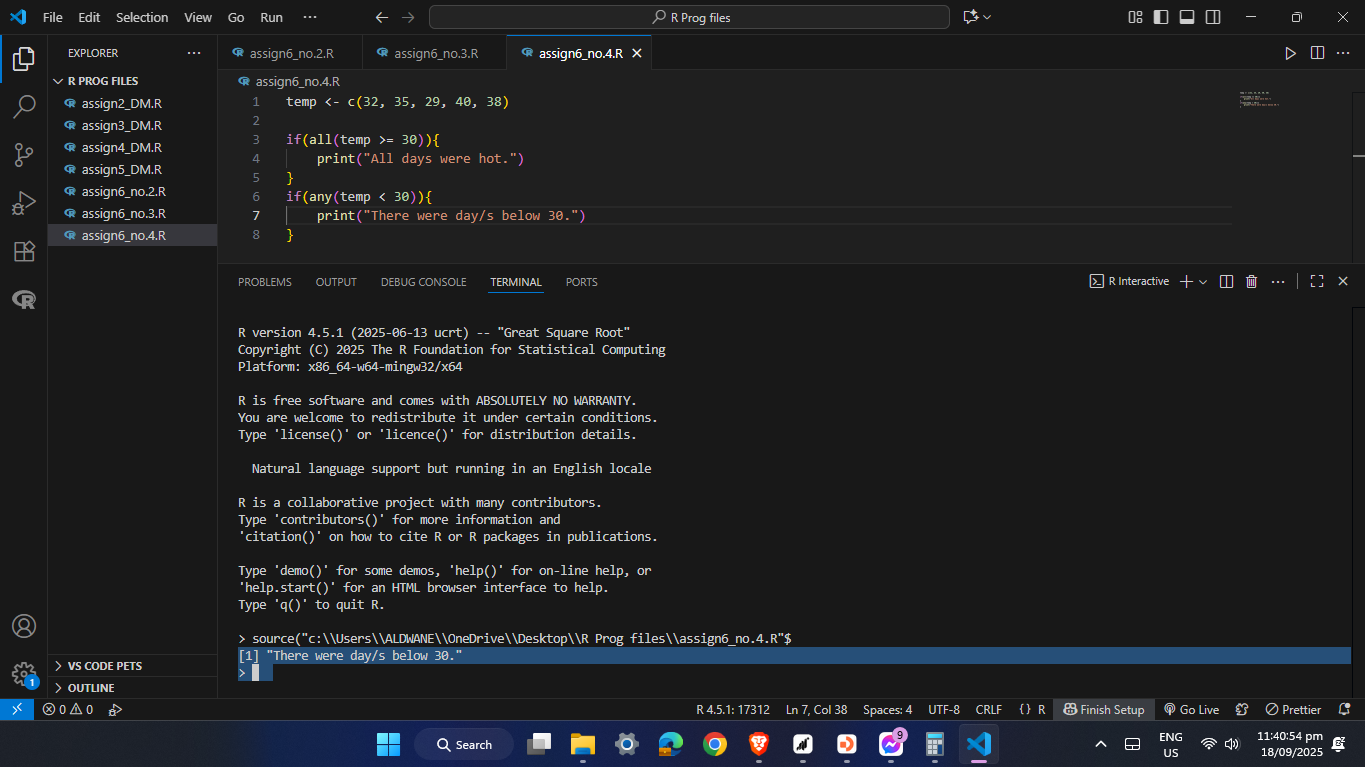 File Edit Selection View Go Run ···
R Prog files
EXPLORER ···
R PROG FILES
assign2_DM.R
assign3_DM.R
assign4_DM.R
assign5_DM.R
assign6_no.2.R
assign6_no.3.R
assign6_no.4.R
VS CODE PETS
OUTLINE
1
assign6_no.2.R assign6_no.3.R assign6_no.4.R
assign6_no.4.R
1 temp <- c(32, 35, 29, 40, 38)
2
3 if(all(temp >= 30)){
4     print("All days were hot.")
5 }
6 if(any(temp < 30)){
7     print("There were day/s below 30.")
8 }
PROBLEMS OUTPUT DEBUG CONSOLE TERMINAL PORTS
R Interactive
R version 4.5.1 (2025-06-13 ucrt) -- "Great Square Root"
Copyright (C) 2025 The R Foundation for Statistical Computing
Platform: x86_64-w64-mingw32/x64
R is free software and comes with ABSOLUTELY NO WARRANTY.
You are welcome to redistribute it under certain conditions.
Type 'license()' or 'licence()' for distribution details.
  Natural language support but running in an English locale
R is a collaborative project with many contributors.
Type 'contributors()' for more information and
'citation()' on how to cite R or R packages in publications.
Type 'demo()' for some demos, 'help()' for on-line help, or
'help.start()' for an HTML browser interface to help.
Type 'q()' to quit R.
> source("c:\\Users\\ALDWANE\\OneDrive\\Desktop\\R Prog files\\assign6_no.4.R"$
[1] "There were day/s below 30."
>
0 0 R 4.5.1: 17312 Ln 7, Col 38 Spaces: 4 UTF-8 CRLF {} R Finish Setup Go Live Prettier
Search
9
ENG
US
11:40:54 pm
18/09/2025